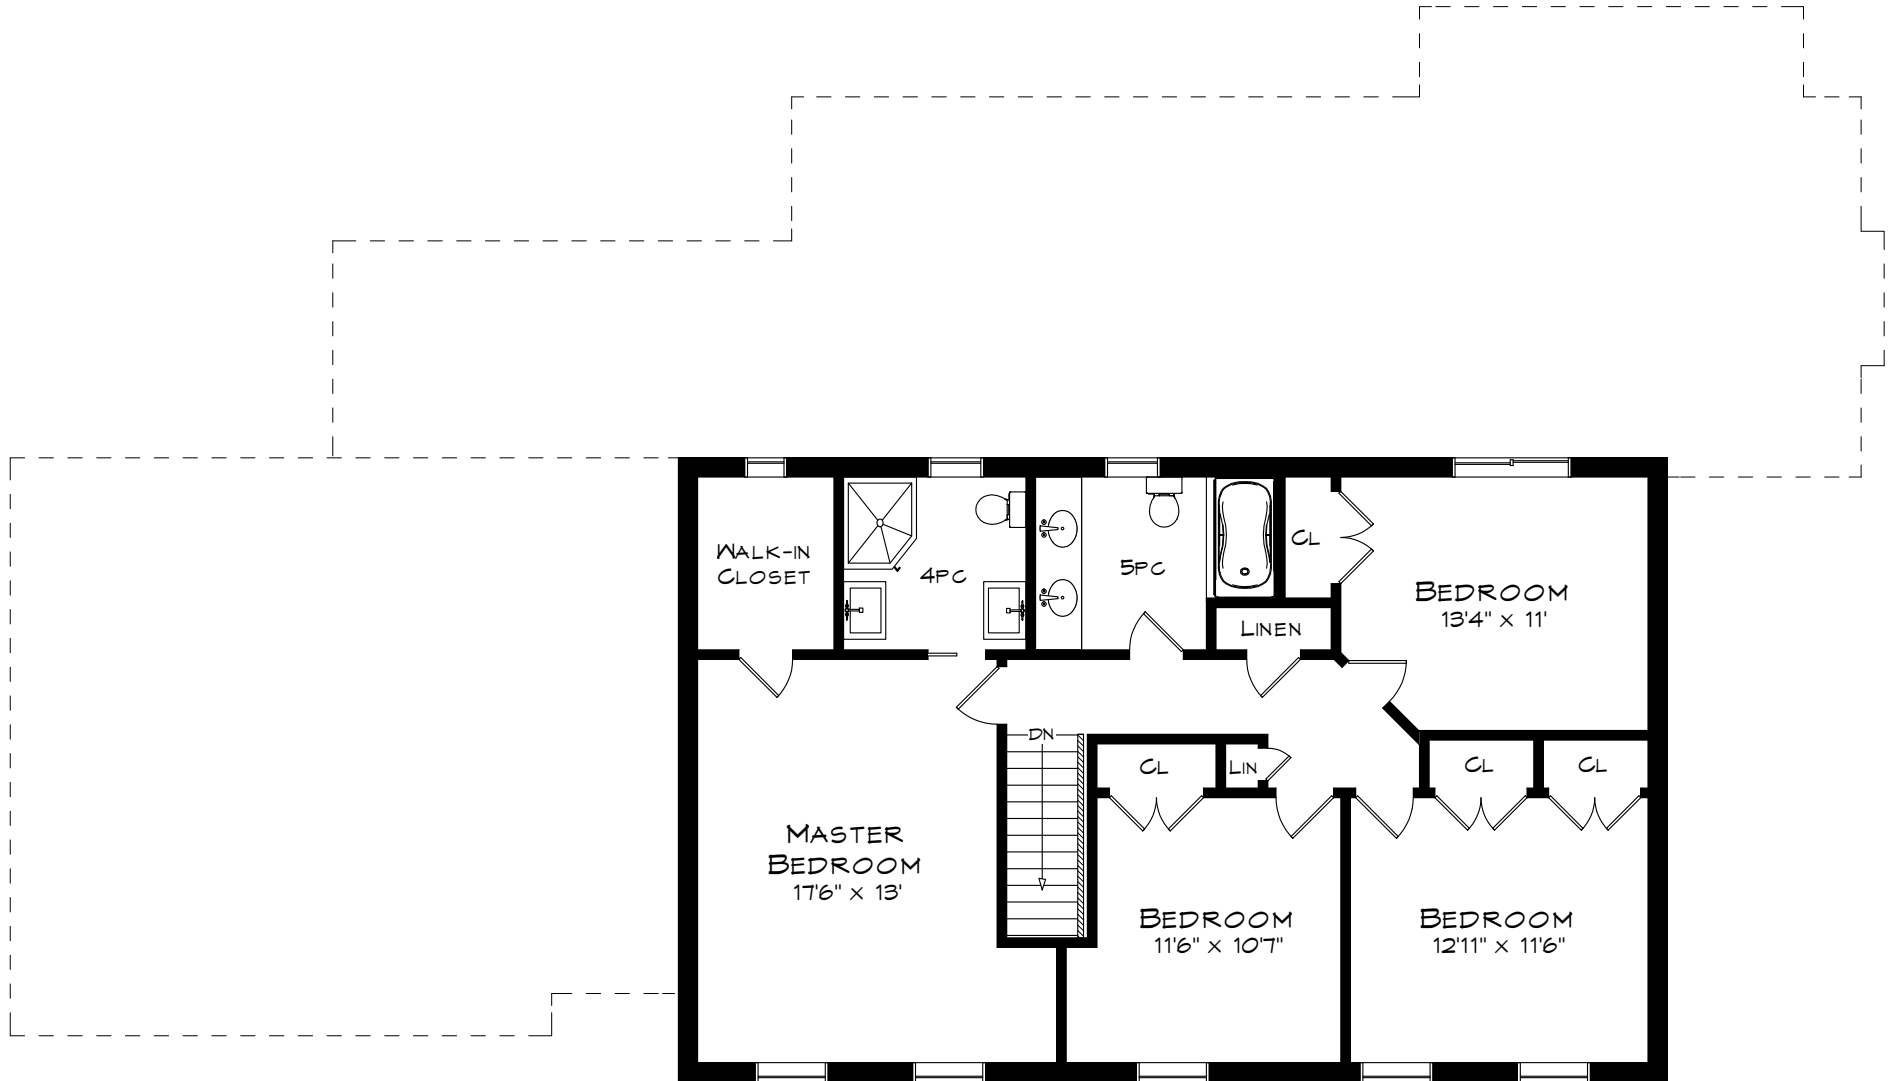 WALK-IN
CLOSET
4PC
5PC
CL
LINEN
BEDROOM
13'4" x 11'
DN
CL
LIN
CL
CL
MASTER
BEDROOM
17'6" x 13'
BEDROOM
11'6" x 10'7"
BEDROOM
12'11" x 11'6"